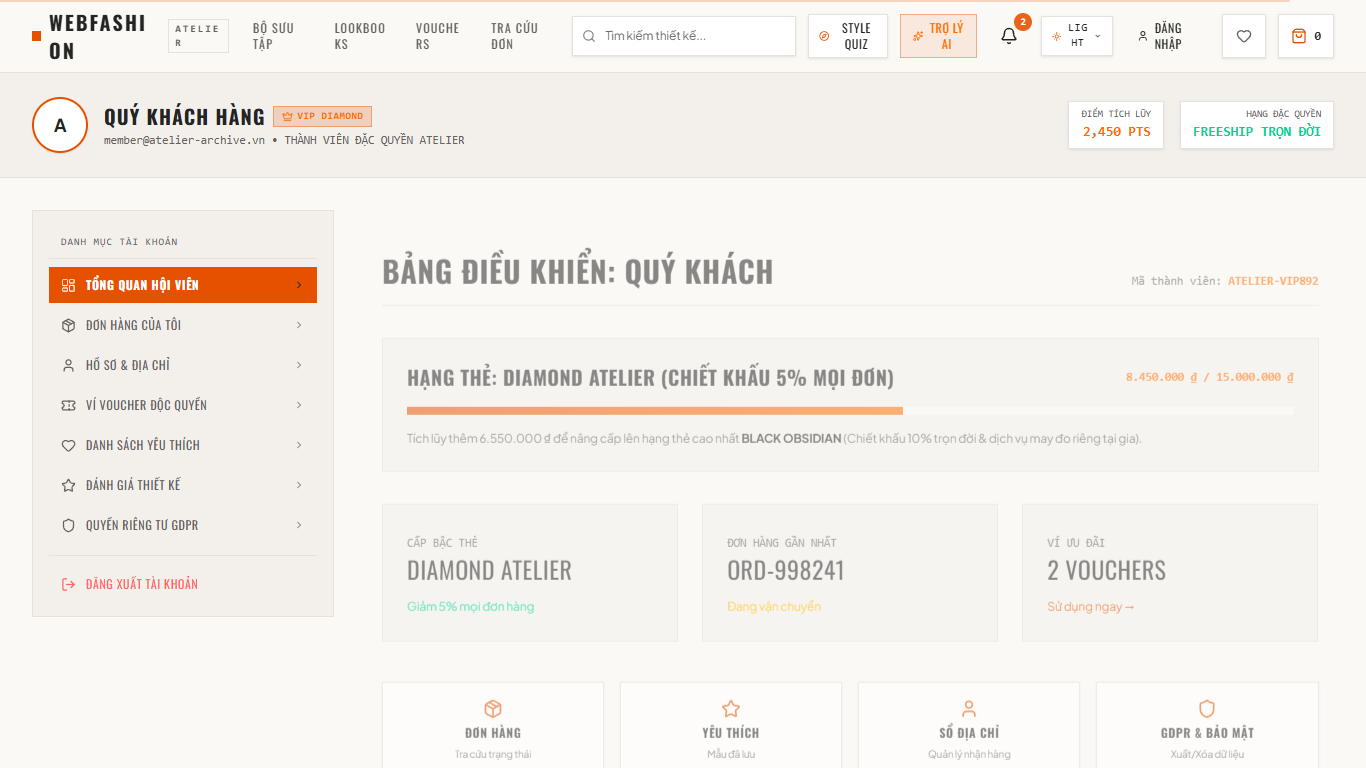 WEBFASHI
ON
ATELIE
R
BỘ SƯU
TẬP
LOOKBOO
KS
VOUCHE
RS
TRA CỨU
ĐƠN
Tìm kiếm thiết kế...
STYLE
QUIZ
TRỢ LÝ
AI
2
LIG
HT
ĐĂNG
NHẬP
0
A
QUÝ KHÁCH HÀNG
VIP DIAMOND
member@atelier-archive.vn • THÀNH VIÊN ĐẶC QUYỀN ATELIER
ĐIỂM TÍCH LŨY
2,450 PTS
HẠNG ĐẶC QUYỀN
FREESHIP TRỌN ĐỜI
DANH MỤC TÀI KHOẢN
TỔNG QUAN HỘI VIÊN
ĐƠN HÀNG CỦA TÔI
HỒ SƠ & ĐỊA CHỈ
VÍ VOUCHER ĐỘC QUYỀN
DANH SÁCH YÊU THÍCH
ĐÁNH GIÁ THIẾT KẾ
QUYỀN RIÊNG TƯ GDPR
ĐĂNG XUẤT TÀI KHOẢN
BẢNG ĐIỀU KHIỂN: QUÝ KHÁCH
Mã thành viên: ATELIER-VIP892
HẠNG THẺ: DIAMOND ATELIER (CHIẾT KHẤU 5% MỌI ĐƠN)
8.450.000 ₫ / 15.000.000 ₫
Tích lũy thêm 6.550.000 ₫ để nâng cấp lên hạng thẻ cao nhất BLACK OBSIDIAN (Chiết khấu 10% trọn đời & dịch vụ may đo riêng tại gia).
CẤP BẬC THẺ
DIAMOND ATELIER
Giảm 5% mọi đơn hàng
ĐƠN HÀNG GẦN NHẤT
ORD-998241
Đang vận chuyển
VÍ ƯU ĐÃI
2 VOUCHERS
Sử dụng ngay →
ĐƠN HÀNG
Tra cứu trạng thái
YÊU THÍCH
Mẫu đã lưu
SỔ ĐỊA CHỈ
Quản lý nhận hàng
GDPR & BẢO MẬT
Xuất/Xóa dữ liệu